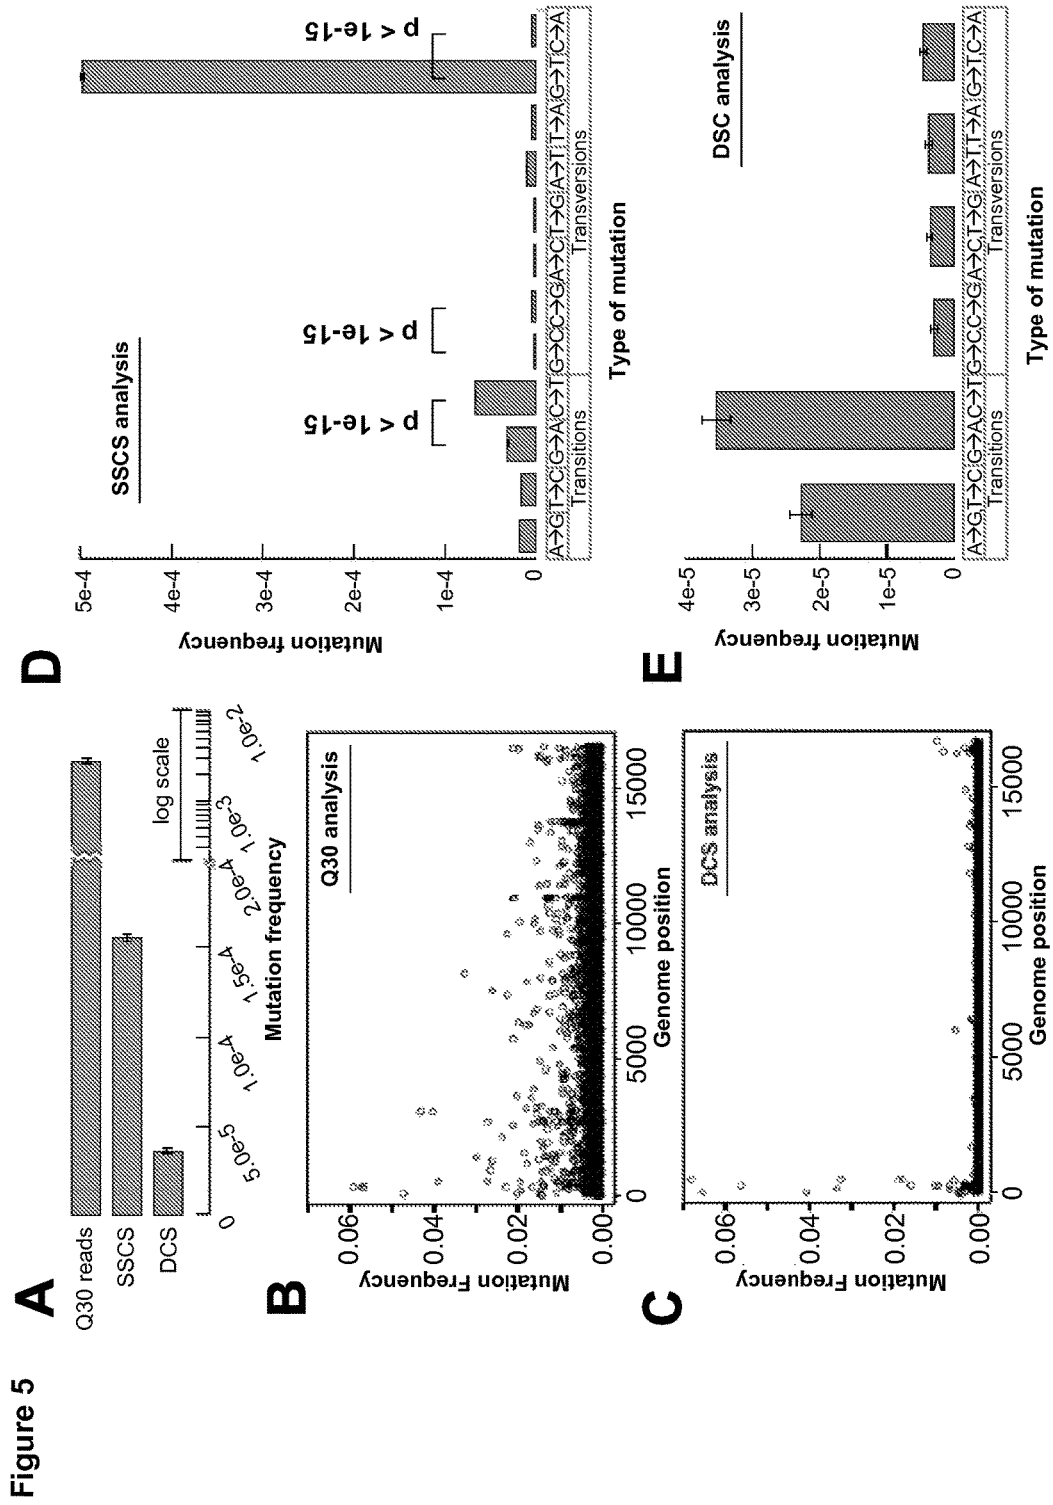 Figure 5
A
Q30 reads
SSCS
DCS
log scale
0
5.0e-5
1.0e-4
1.5e-4
2.0e-4
1.0e-3
1.0e-2
Mutation frequency
B
Q30 analysis
Mutation Frequency
0.06
0.04
0.02
0.00
0
5000
10000
15000
Genome position
C
DCS analysis
Mutation Frequency
0.06
0.04
0.02
0.00
0
5000
10000
15000
Genome position
D
SSCS analysis
p < 1e-15
p < 1e-15
p < 1e-15
Mutation frequency
5e-4
4e-4
3e-4
2e-4
1e-4
0
A→G T→C G→A C→T G→C C→G A→C T→G A→T T→A G→T C→A
Transitions Transversions
Type of mutation
E
DSC analysis
Mutation frequency
4e-5
3e-5
2e-5
1e-5
0
A→G T→C G→A C→T G→C C→G A→C T→G A→T T→A G→T C→A
Transitions Transversions
Type of mutation